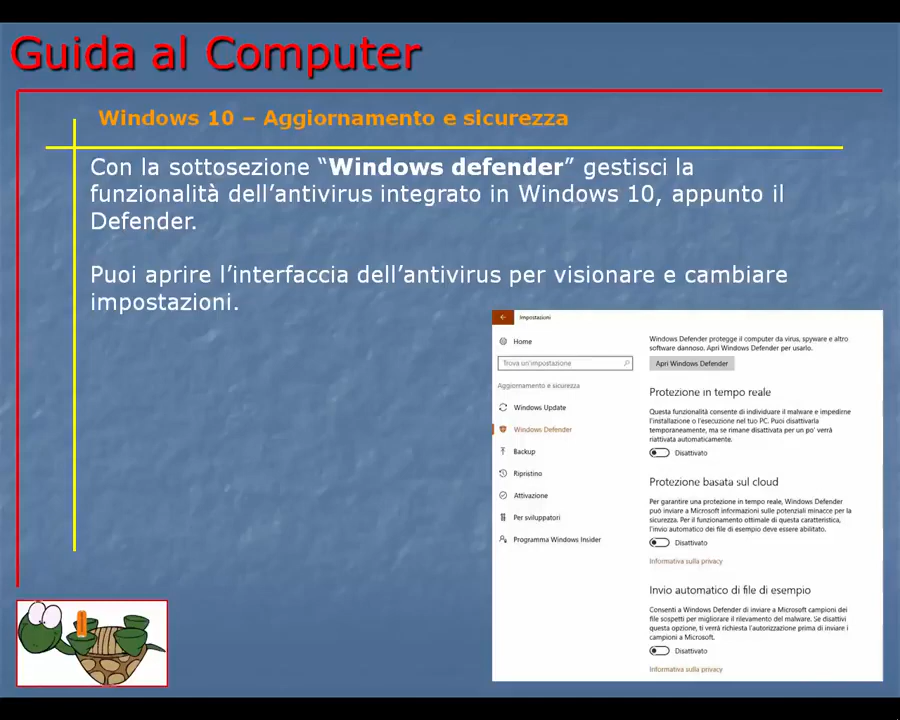 Guida al Computer
Windows 10 – Aggiornamento e sicurezza
Con la sottosezione “Windows defender” gestisci la
funzionalità dell’antivirus integrato in Windows 10, appunto il
Defender.
Puoi aprire l’interfaccia dell’antivirus per visionare e cambiare
impostazioni.
Impostazioni
Home
Trova un'impostazione
Aggiornamento e sicurezza
Windows Update
Windows Defender
Backup
Ripristino
Attivazione
Per sviluppatori
Programma Windows Insider
Windows Defender protegge il computer da virus, spyware e altro
software dannoso. Apri Windows Defender per usarlo.
Apri Windows Defender
Protezione in tempo reale
Questa funzionalità consente di individuare il malware e impedirne
l'installazione o l'esecuzione nel tuo PC. Puoi disattivarla
temporaneamente, ma se rimane disattivata per un po' verrà
riattivata automaticamente.
Disattivato
Protezione basata sul cloud
Per garantire una protezione in tempo reale, Windows Defender
può inviare a Microsoft informazioni sulle potenziali minacce per la
sicurezza. Per il funzionamento ottimale di questa caratteristica,
l'invio automatico dei file di esempio deve essere abilitato.
Disattivato
Informativa sulla privacy
Invio automatico di file di esempio
Consenti a Windows Defender di inviare a Microsoft campioni dei
file sospetti per migliorare il rilevamento del malware. Se disattivi
questa opzione, ti verrà richiesta l'autorizzazione prima di inviare i
campioni a Microsoft.
Disattivato
Informativa sulla privacy